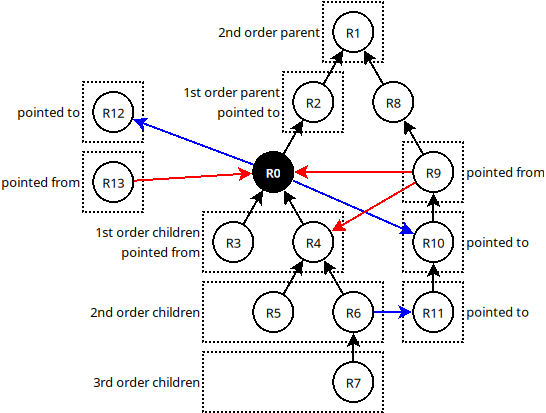 2nd order parent
R1
1st order parent
pointed to
R2
R8
pointed to
R12
pointed from
R13
R0
R9
pointed from
1st order children
pointed from
R3
R4
R10
pointed to
2nd order children
R5
R6
R11
pointed to
3rd order children
R7